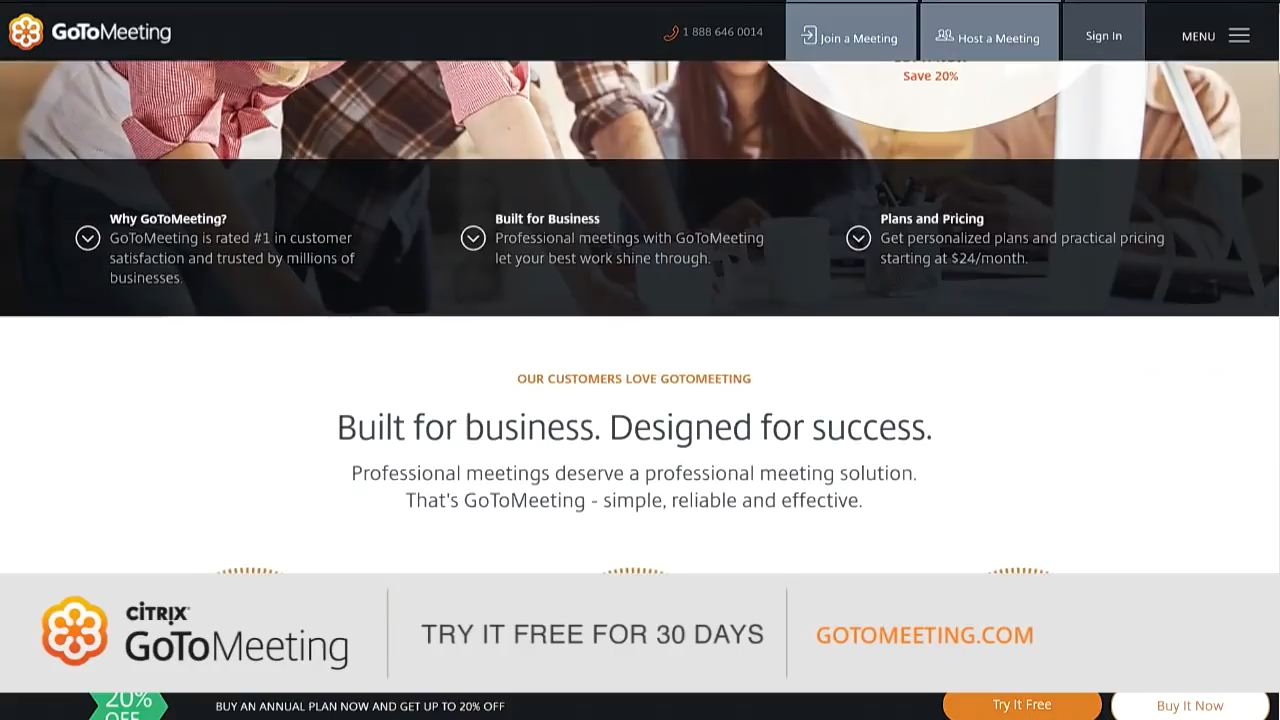 GoToMeeting
1 888 646 0014
Join a Meeting
Host a Meeting
Sign In
MENU
Save 20%
Why GoToMeeting?
GoToMeeting is rated #1 in customer
satisfaction and trusted by millions of
businesses.
Built for Business
Professional meetings with GoToMeeting
let your best work shine through.
Plans and Pricing
Get personalized plans and practical pricing
starting at $24/month.
OUR CUSTOMERS LOVE GOTOMEETING
Built for business. Designed for success.
Professional meetings deserve a professional meeting solution.
That's GoToMeeting - simple, reliable and effective.
CİTRIX®
GoToMeeting
TRY IT FREE FOR 30 DAYS
GOTOMEETING.COM
20%
OFF
BUY AN ANNUAL PLAN NOW AND GET UP TO 20% OFF
Try It Free
Buy It Now